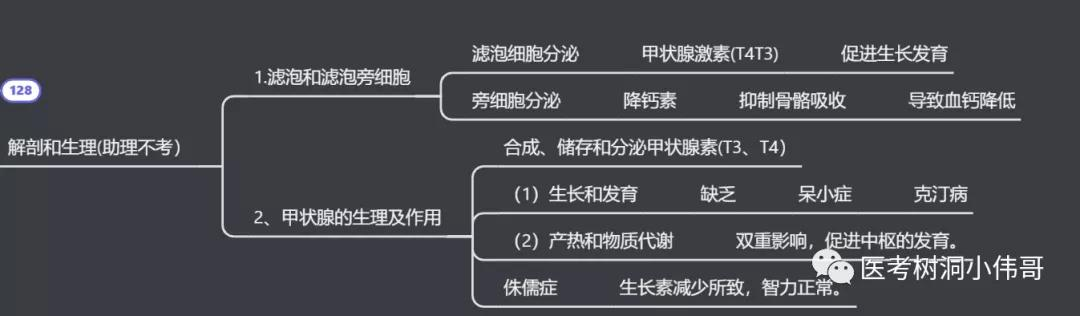 128
解剖和生理(助理不考)
1.滤泡和滤泡旁细胞
滤泡细胞分泌 甲状腺激素(T4T3) 促进生长发育
旁细胞分泌 降钙素 抑制骨骼吸收 导致血钙降低
2、甲状腺的生理及作用
合成、储存和分泌甲状腺素(T3、T4)
（1）生长和发育 缺乏 呆小症 克汀病
（2）产热和物质代谢 双重影响，促进中枢的发育。
侏儒症 生长素减少所致，智力正常。
医考树洞小伟哥